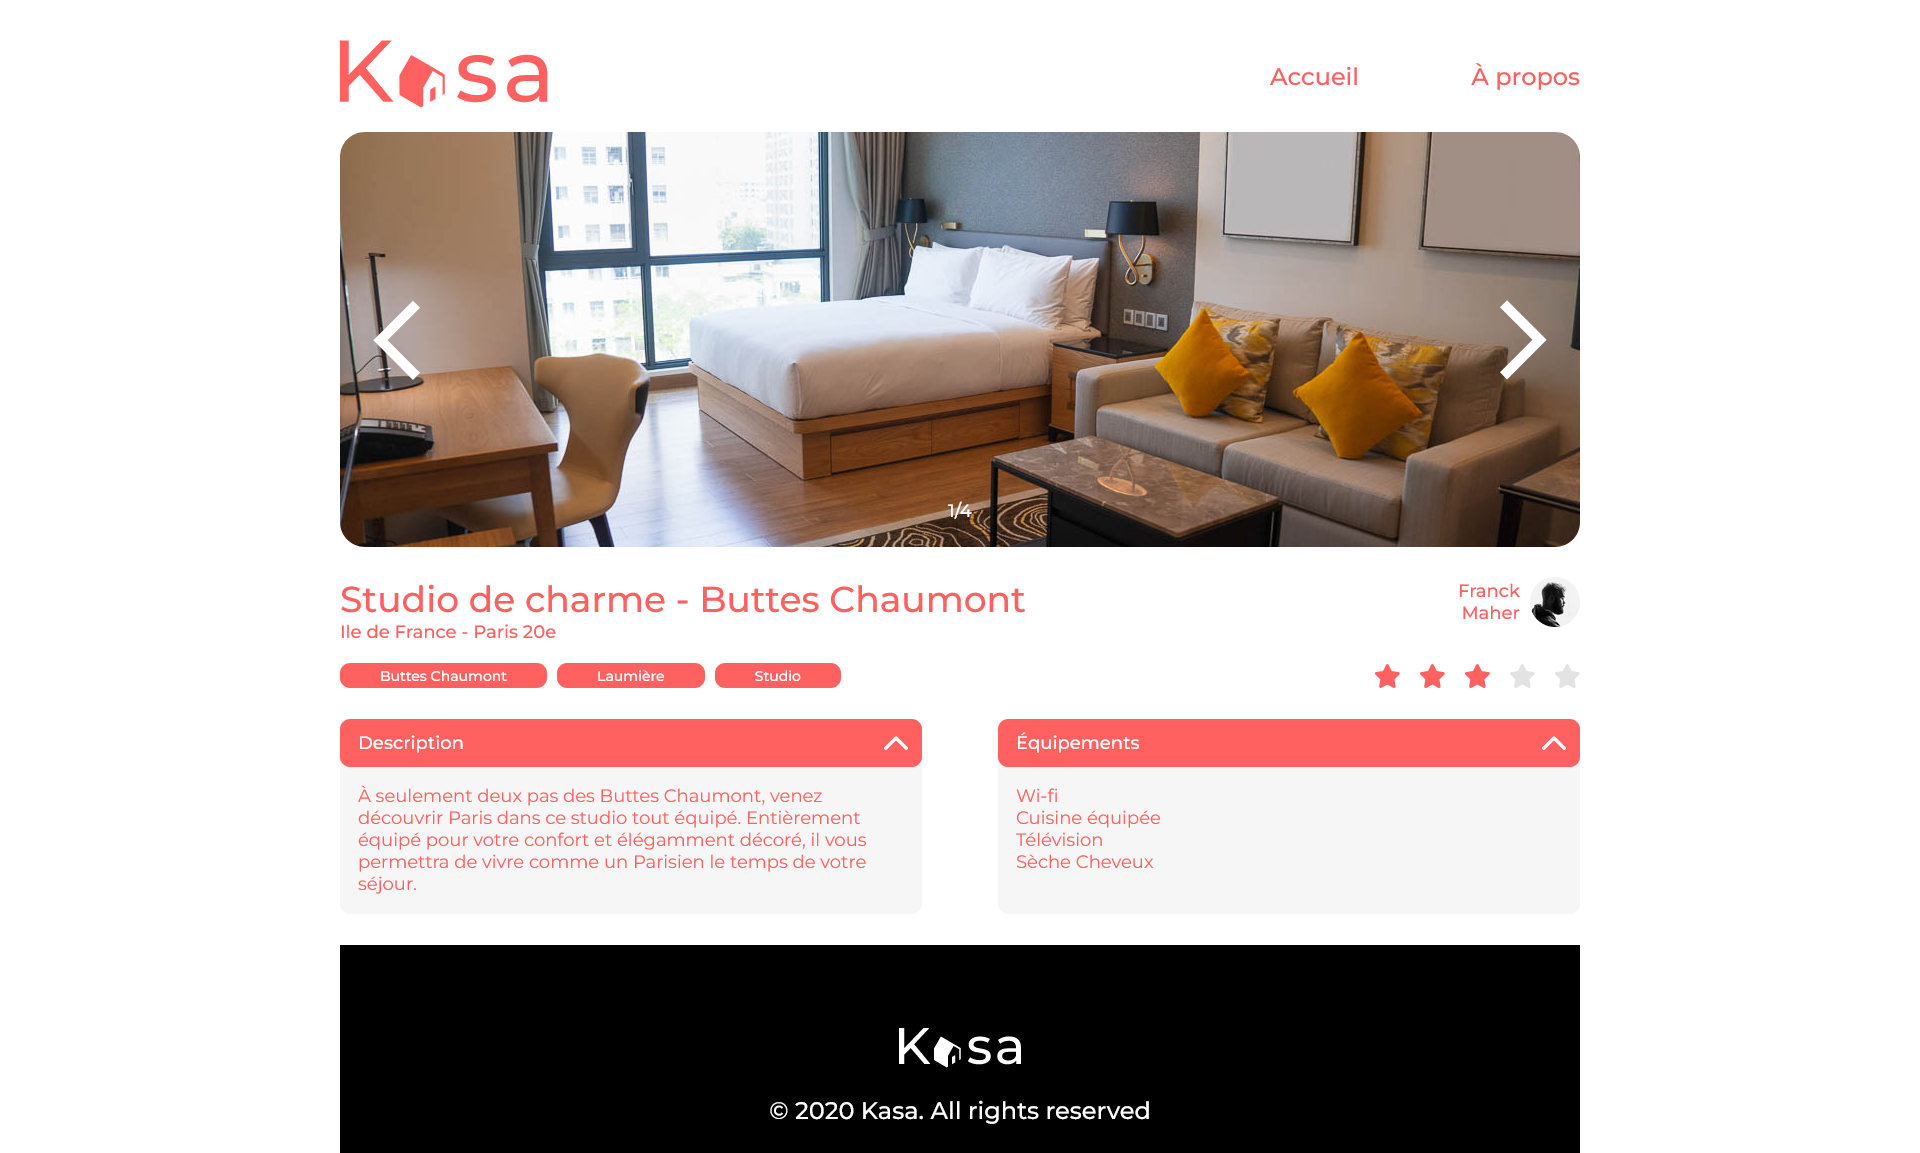 Kasa
Accueil
À propos
1/4
Studio de charme - Buttes Chaumont
Ile de France - Paris 20e
Franck
Maher
Buttes Chaumont
Laumière
Studio
Description
À seulement deux pas des Buttes Chaumont, venez
découvrir Paris dans ce studio tout équipé. Entièrement
équipé pour votre confort et élégamment décoré, il vous
permettra de vivre comme un Parisien le temps de votre
séjour.
Équipements
Wi-fi
Cuisine équipée
Télévision
Sèche Cheveux
Kasa
© 2020 Kasa. All rights reserved